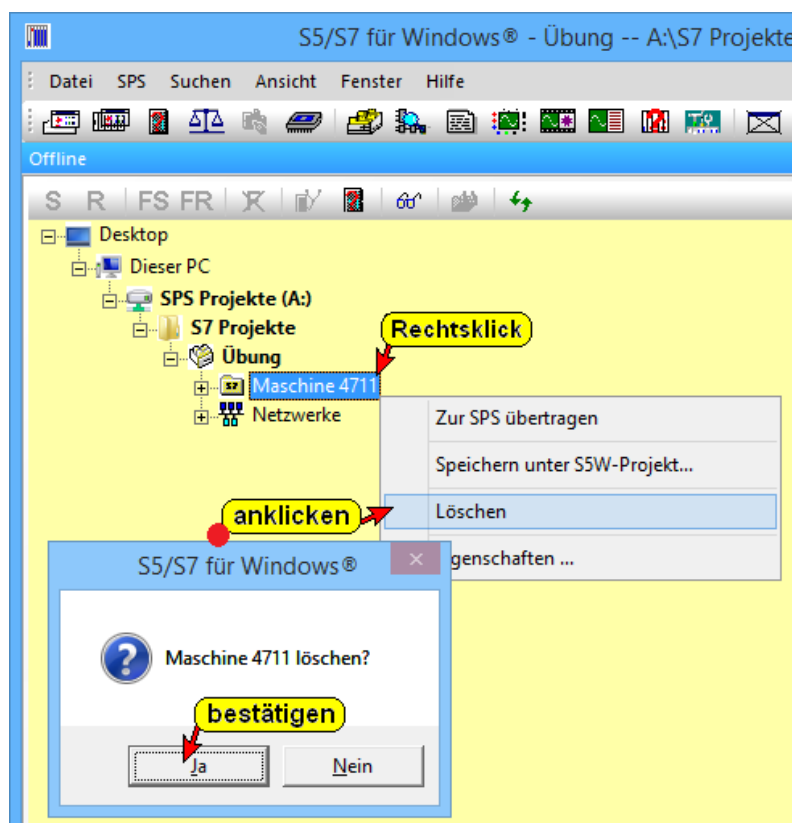 S5/S7 für Windows® - Übung -- A:\S7 Projekte
Datei SPS Suchen Ansicht Fenster Hilfe
Offline
S R FS FR
Desktop
Dieser PC
SPS Projekte (A:)
S7 Projekte
Rechtsklick
Übung
S7 Maschine 4711
Netzwerke
Zur SPS übertragen
Speichern unter S5W-Projekt...
anklicken
Löschen
genschaften ...
S5/S7 für Windows®
Maschine 4711 löschen?
bestätigen
Ja Nein